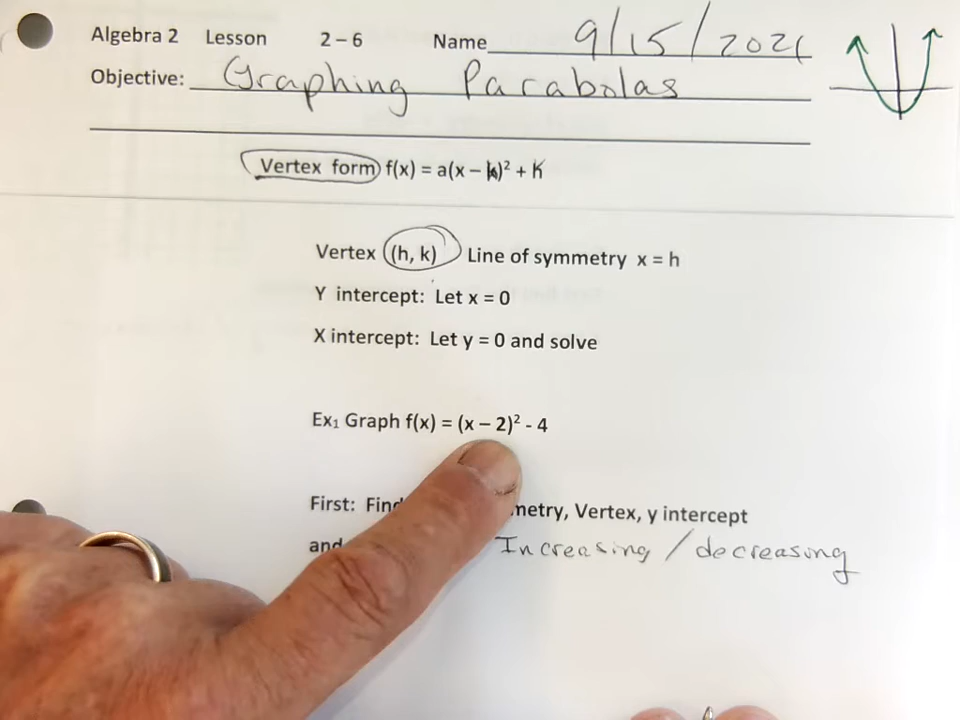 Algebra 2 Lesson 2 – 6 Name 9/15/2021
Objective: Graphing Parabolas
Vertex form f(x) = a(x – h)² + k
Vertex (h, k) Line of symmetry x = h
Y intercept: Let x = 0
X intercept: Let y = 0 and solve
Ex₁ Graph f(x) = (x – 2)² - 4
First: Find metry, Vertex, y intercept
and Increasing / decreasing